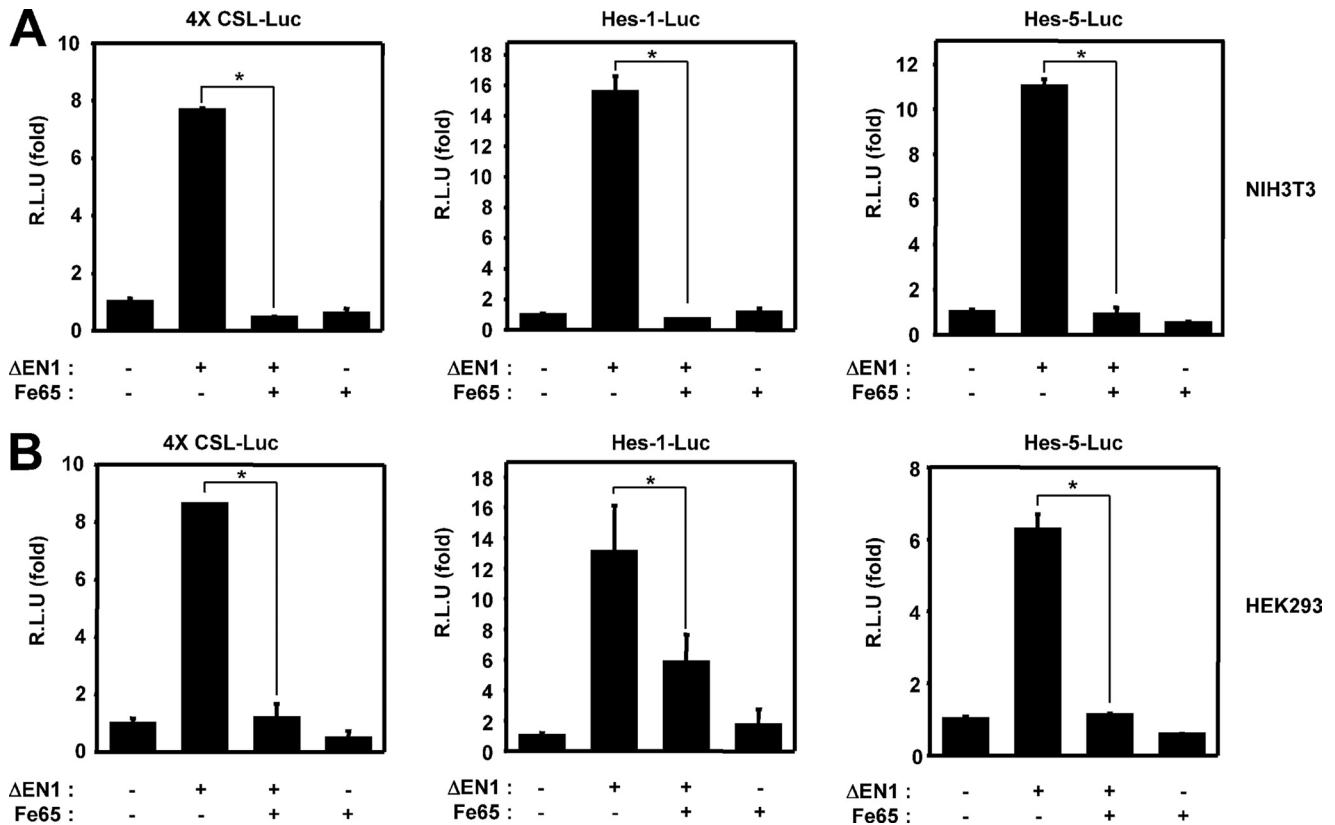 A
4X CSL-Luc
Hes-1-Luc
Hes-5-Luc
R.L.U (fold)
10
8
6
4
2
0
*
R.L.U (fold)
18
16
14
12
10
8
6
4
2
0
*
R.L.U (fold)
12
10
8
6
4
2
0
*
NIH3T3
ΔEN1 : - + + - - + + - - + + -
Fe65 : - - + + - - + + - - + +
B
4X CSL-Luc
Hes-1-Luc
Hes-5-Luc
R.L.U (fold)
10
8
6
4
2
0
*
R.L.U (fold)
18
16
14
12
10
8
6
4
2
0
*
R.L.U (fold)
8
6
4
2
0
*
HEK293
ΔEN1 : - + + - ΔEN1 : - + + - ΔEN1 : - + + -
Fe65 : - - + + Fe65 : - - + + Fe65 : - - + +